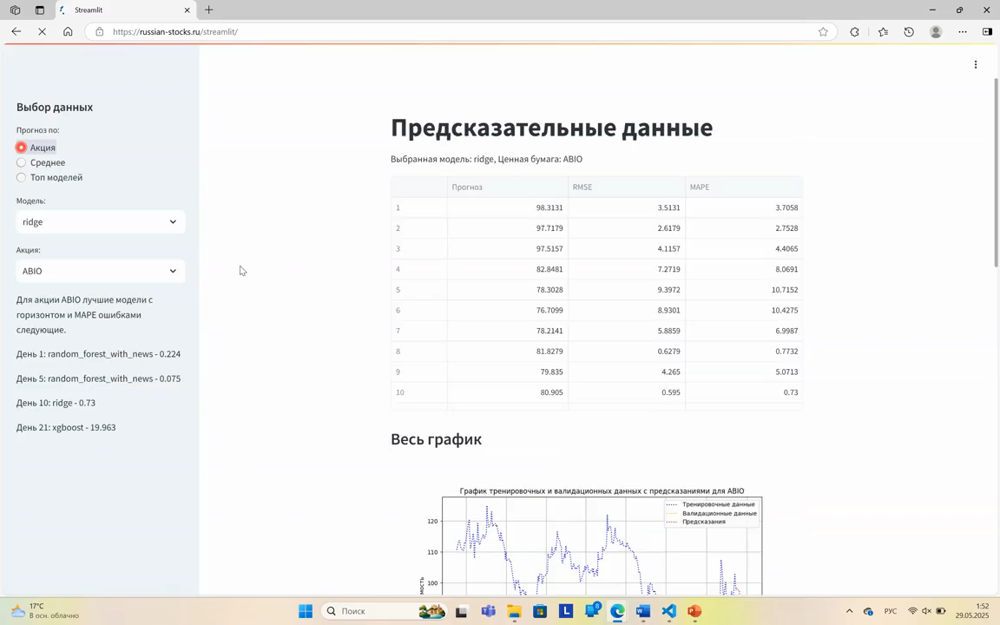 Streamlit
https://russian-stocks.ru/streamlit/
Выбор данных
Прогноз по:
Акция
Среднее
Топ моделей
Модель:
ridge
Акция:
ABIO
Для акции ABIO лучшие модели с
горизонтом и MAPE ошибками
следующие.
День 1: random_forest_with_news - 0.224
День 5: random_forest_with_news - 0.075
День 10: ridge - 0.73
День 21: xgboost - 19.963
Предсказательные данные
Выбранная модель: ridge, Ценная бумага: ABIO
Прогноз RMSE MAPE
1 98.3131 3.5131 3.7058
2 97.7179 2.6179 2.7528
3 97.5157 4.1157 4.4065
4 82.8481 7.2719 8.0691
5 78.3028 9.3972 10.7152
6 76.7099 8.9301 10.4275
7 78.2141 5.8859 6.9987
8 81.8279 0.6279 0.7732
9 79.835 4.265 5.0713
10 80.905 0.595 0.73
Весь график
График тренировочных и валидационных данных с предсказаниями для ABIO
Тренировочные данные
Валидационные данные
Предсказания
120
110
100
17°C
В осн. облачно
Поиск
L
8
РУС
1:52
29.05.2025